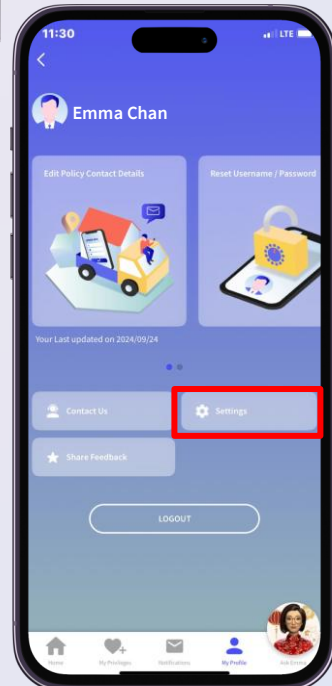 11:30
LTE
Emma Chan
Edit Policy Contact Details
Reset Username / Password
Your Last updated on 2024/09/24
Contact Us
Settings
Share Feedback
LOGOUT
Home
My Privileges
Notifications
My Profile
Ask Emma